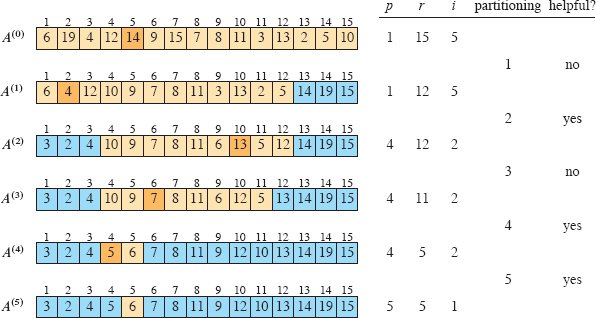 p r i partitioning helpful?
1 2 3 4 5 6 7 8 9 10 11 12 13 14 15
A(0) 6 19 4 12 14 9 15 7 8 11 3 13 2 5 10 1 15 5
1 no
1 2 3 4 5 6 7 8 9 10 11 12 13 14 15
A(1) 6 4 12 10 9 7 8 11 3 13 2 5 14 19 15 1 12 5
2 yes
1 2 3 4 5 6 7 8 9 10 11 12 13 14 15
A(2) 3 2 4 10 9 7 8 11 6 13 5 12 14 19 15 4 12 2
3 no
1 2 3 4 5 6 7 8 9 10 11 12 13 14 15
A(3) 3 2 4 10 9 7 8 11 6 12 5 13 14 19 15 4 11 2
4 yes
1 2 3 4 5 6 7 8 9 10 11 12 13 14 15
A(4) 3 2 4 5 6 7 8 11 9 12 10 13 14 19 15 4 5 2
5 yes
1 2 3 4 5 6 7 8 9 10 11 12 13 14 15
A(5) 3 2 4 5 6 7 8 11 9 12 10 13 14 19 15 5 5 1